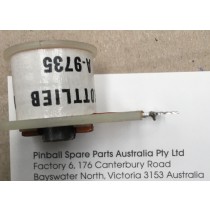 OTTLIEB
A-9735
Pinball Spare Parts Australia Pty Ltd
Factory 6, 176 Canterbury Road
Bayswater North, Victoria 3153 Australia